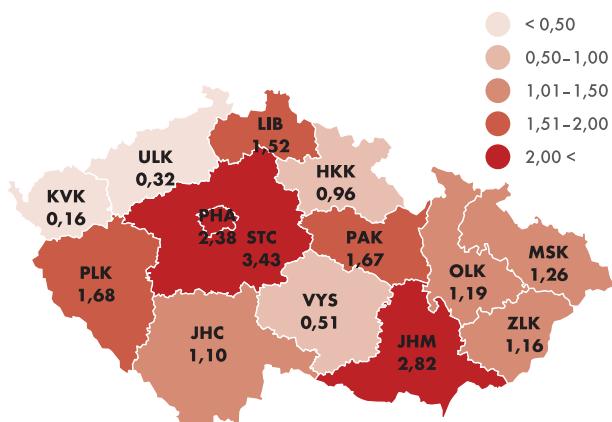 < 0,50
0,50–1,00
1,01–1,50
1,51–2,00
2,00 <
LIB
1,52
ULK
0,32
HKK
0,96
KVK
0,16
PHA
2,38
STC
3,43
PAK
1,67
MSK
1,26
OLK
1,19
PLK
1,68
VYS
0,51
ZLK
1,16
JHC
1,10
JHM
2,82